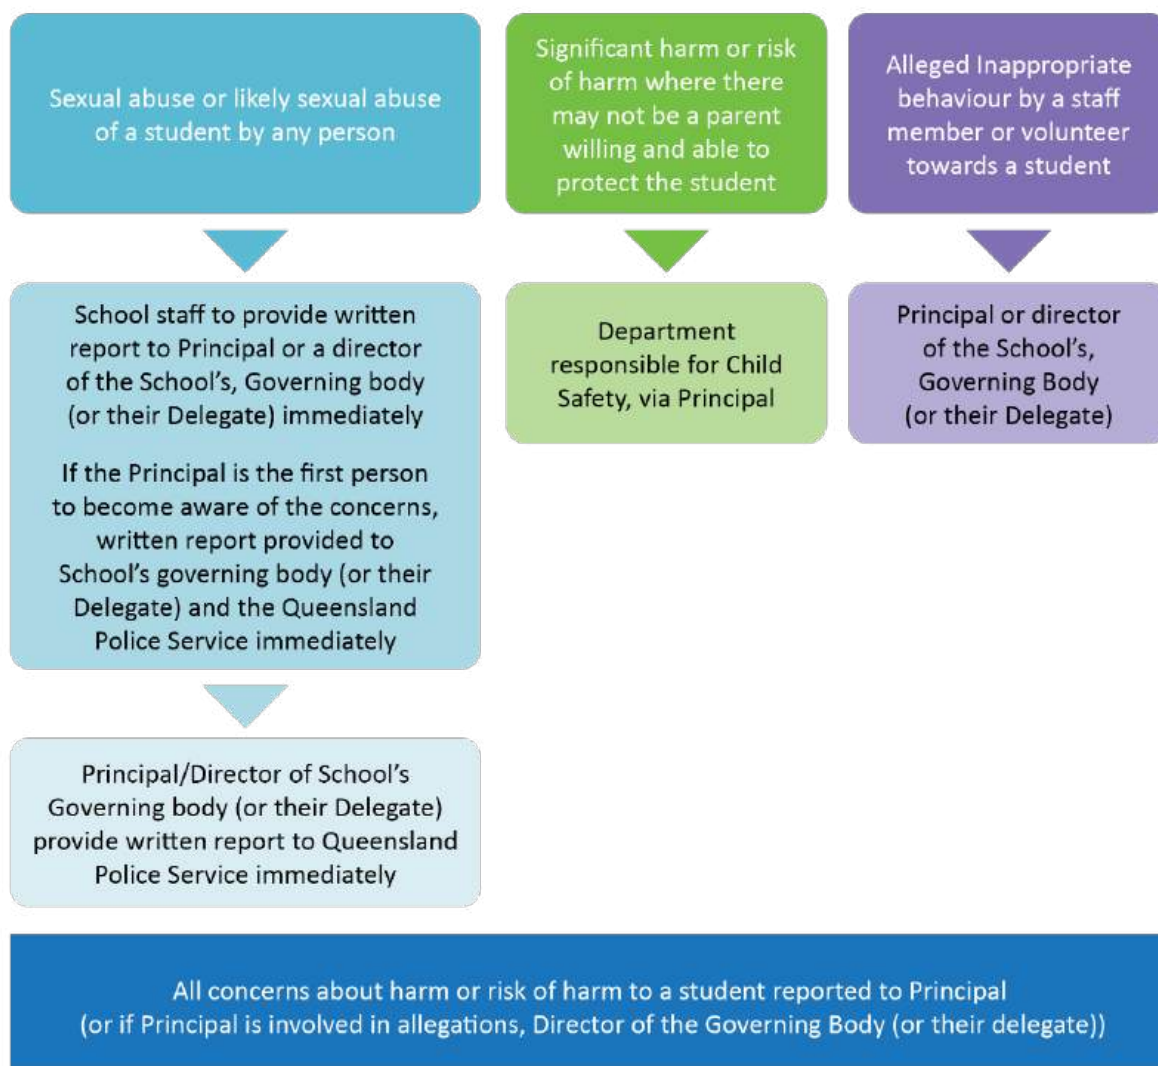 Sexual abuse or likely sexual abuse
of a student by any person
School staff to provide written
report to Principal or a director
of the School's, Governing body
(or their Delegate) immediately
If the Principal is the first person
to become aware of the concerns,
written report provided to
School's governing body (or their
Delegate) and the Queensland
Police Service immediately
Principal/Director of School's
Governing body (or their Delegate)
provide written report to Queensland
Police Service immediately
Significant harm or risk
of harm where there
may not be a parent
willing and able to
protect the student
Department
responsible for Child
Safety, via Principal
Alleged Inappropriate
behaviour by a staff
member or volunteer
towards a student
Principal or director
of the School's,
Governing Body
(or their Delegate)
All concerns about harm or risk of harm to a student reported to Principal
(or if Principal is involved in allegations, Director of the Governing Body (or their delegate))